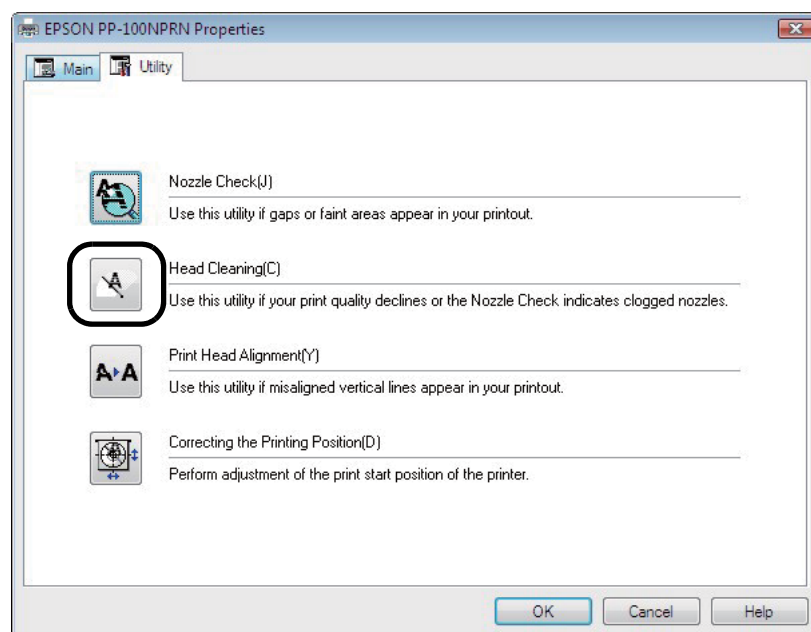 EPSON PP-100NPRN Properties
Main Utility
Nozzle Check(J)
Use this utility if gaps or faint areas appear in your printout.
Head Cleaning(C)
Use this utility if your print quality declines or the Nozzle Check indicates clogged nozzles.
Print Head Alignment(Y)
Use this utility if misaligned vertical lines appear in your printout.
Correcting the Printing Position(D)
Perform adjustment of the print start position of the printer.
OK Cancel Help